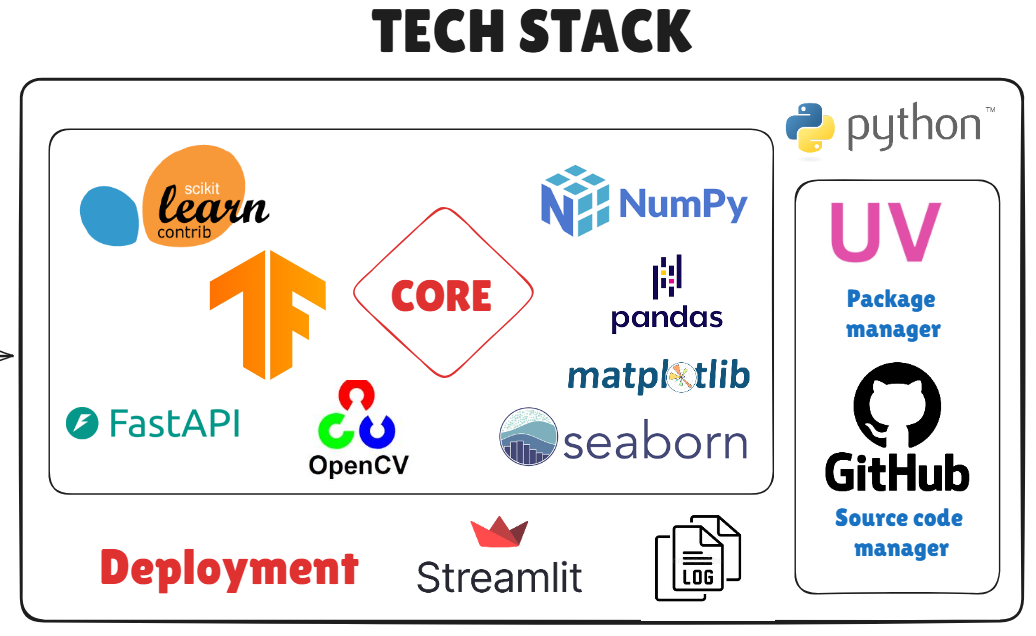 TECH STACK
python™
scikit
learn
contrib
NumPy
CORE
pandas
matplotlib
FastAPI
OpenCV
seaborn
UV
Package
manager
GitHub
Source code
manager
Deployment
Streamlit
LOG